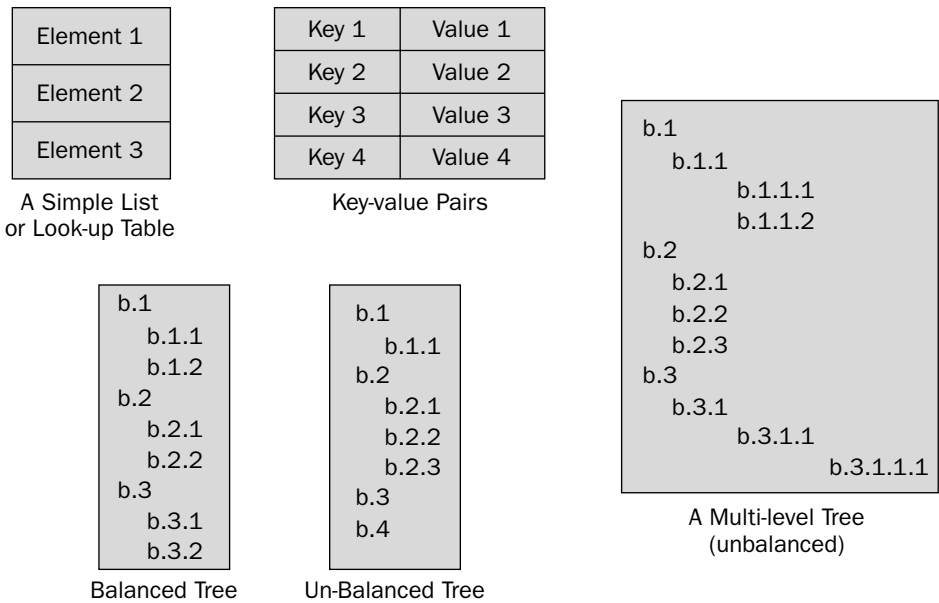 Element 1
Element 2
Element 3
A Simple List
or Look-up Table
Key 1 Value 1
Key 2 Value 2
Key 3 Value 3
Key 4 Value 4
Key-value Pairs
b.1
b.1.1
b.1.1.1
b.1.1.2
b.2
b.2.1
b.2.2
b.2.3
b.3
b.3.1
b.3.1.1
b.3.1.1.1
A Multi-level Tree
(unbalanced)
b.1
b.1.1
b.1.2
b.2
b.2.1
b.2.2
b.3
b.3.1
b.3.2
Balanced Tree
b.1
b.1.1
b.2
b.2.1
b.2.2
b.2.3
b.3
b.4
Un-Balanced Tree